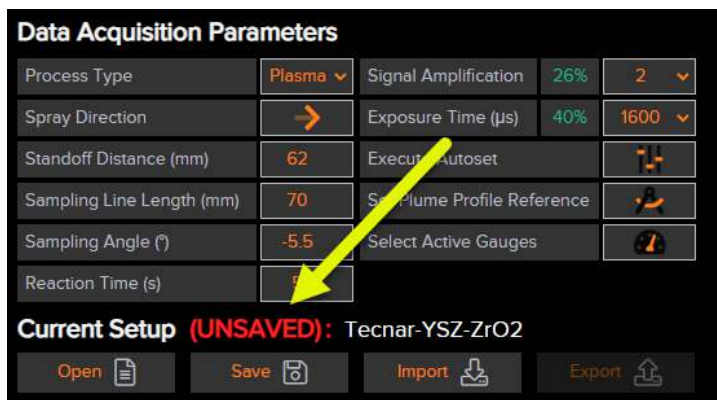 Data Acquisition Parameters
Process Type Plasma Signal Amplification 26% 2
Spray Direction Exposure Time (µs) 40% 1600
Standoff Distance (mm) 62 Execute Autoset
Sampling Line Length (mm) 70 Plume Profile Reference
Sampling Angle (º) -5.5 Select Active Gauges
Reaction Time (s)
Current Setup (UNSAVED): Tecnar-YSZ-ZrO2
Open Save Import Export